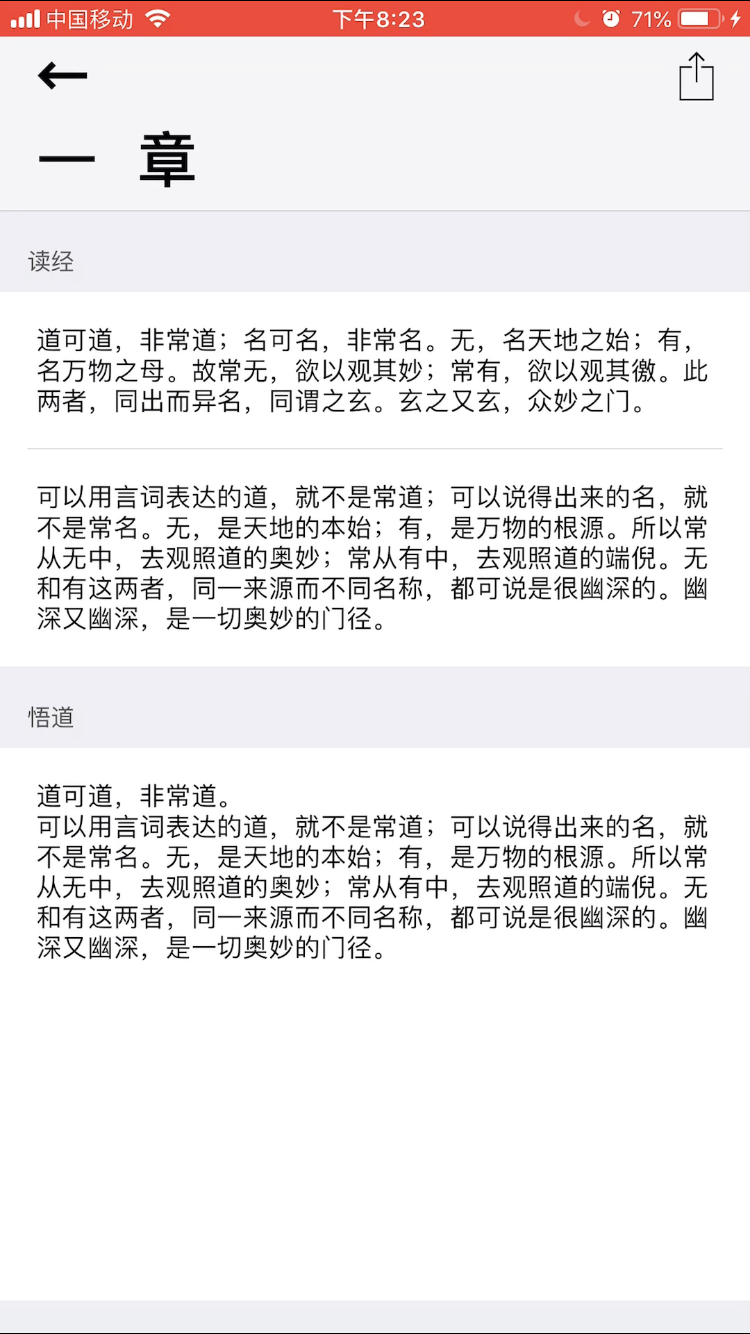 中国移动 下午8:23 71%
一 章
读经
道可道，非常道；名可名，非常名。无，名天地之始；有，
名万物之母。故常无，欲以观其妙；常有，欲以观其徼。此
两者，同出而异名，同谓之玄。玄之又玄，众妙之门。
可以用言词表达的道，就不是常道；可以说得出来的名，就
不是常名。无，是天地的本始；有，是万物的根源。所以常
从无中，去观照道的奥妙；常从有中，去观照道的端倪。无
和有这两者，同一来源而不同名称，都可说是很幽深的。幽
深又幽深，是一切奥妙的门径。
悟道
道可道，非常道。
可以用言词表达的道，就不是常道；可以说得出来的名，就
不是常名。无，是天地的本始；有，是万物的根源。所以常
从无中，去观照道的奥妙；常从有中，去观照道的端倪。无
和有这两者，同一来源而不同名称，都可说是很幽深的。幽
深又幽深，是一切奥妙的门径。